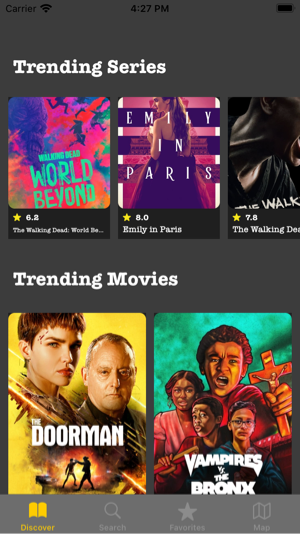 Carrier 4:27 PM
Trending Series
THE
WALKING DEAD
WORLD
BEYOND
EMILY
IN
PARIS
THE WALK
6.2
8.0
7.8
The Walking Dead: World Be...
Emily in Paris
The Walking Dea
Trending Movies
THE
DOORMAN
VAMPIRES
VS. THE
BRONX
Discover
Search
Favorites
Map